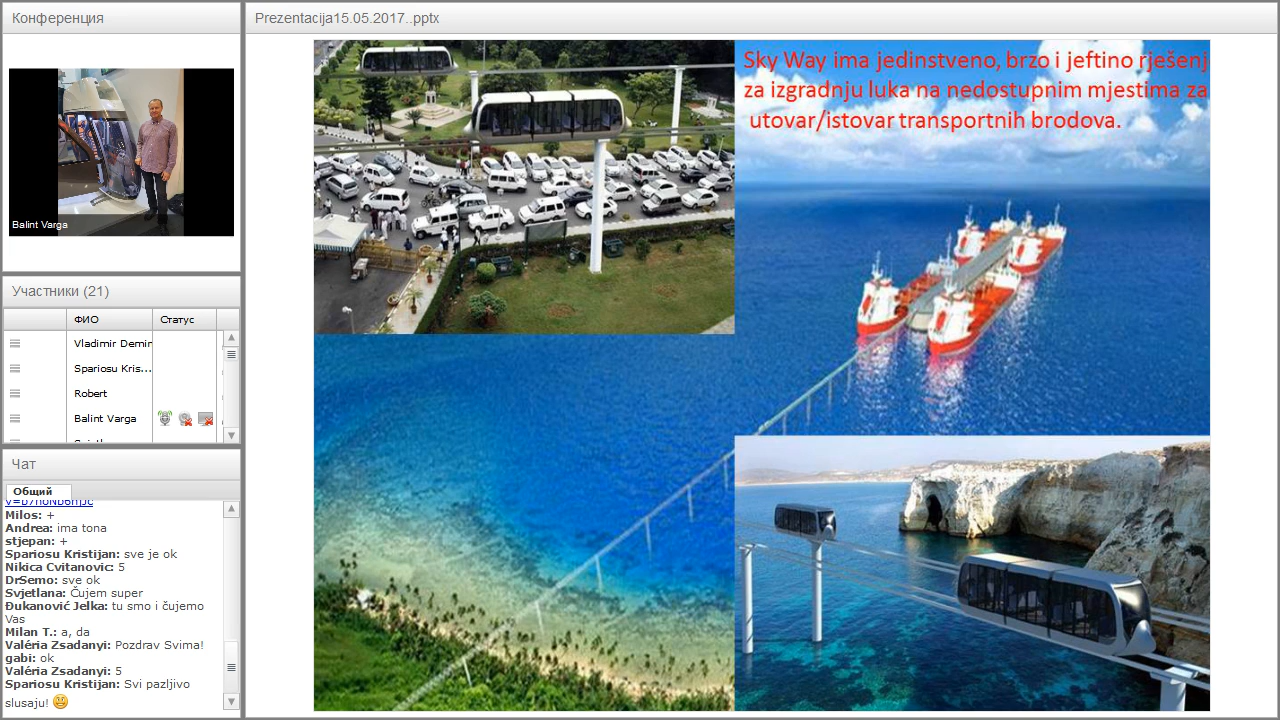 Конференция
Balint Varga
Участники (21)
ФИО Статус
Vladimir Demir
Spariosu Kris...
Robert
Balint Varga
Чат
Общий
Milos: +
Andrea: ima tona
stjepan: +
Spariosu Kristijan: sve je ok
Nikica Cvitanovic: 5
DrSemo: sve ok
Svjetlana: Čujem super
Đukanović Jelka: tu smo i čujemo
Vas
Milan T.: a, da
Valéria Zsadanyi: Pozdrav Svima!
gabi: ok
Valéria Zsadanyi: 5
Spariosu Kristijan: Svi pazljivo
slusaju!
Prezentacija15.05.2017..pptx
Sky Way ima jedinstveno, brzo i jeftino rješenj
za izgradnju luka na nedostupnim mjestima za
utovar/istovar transportnih brodova.